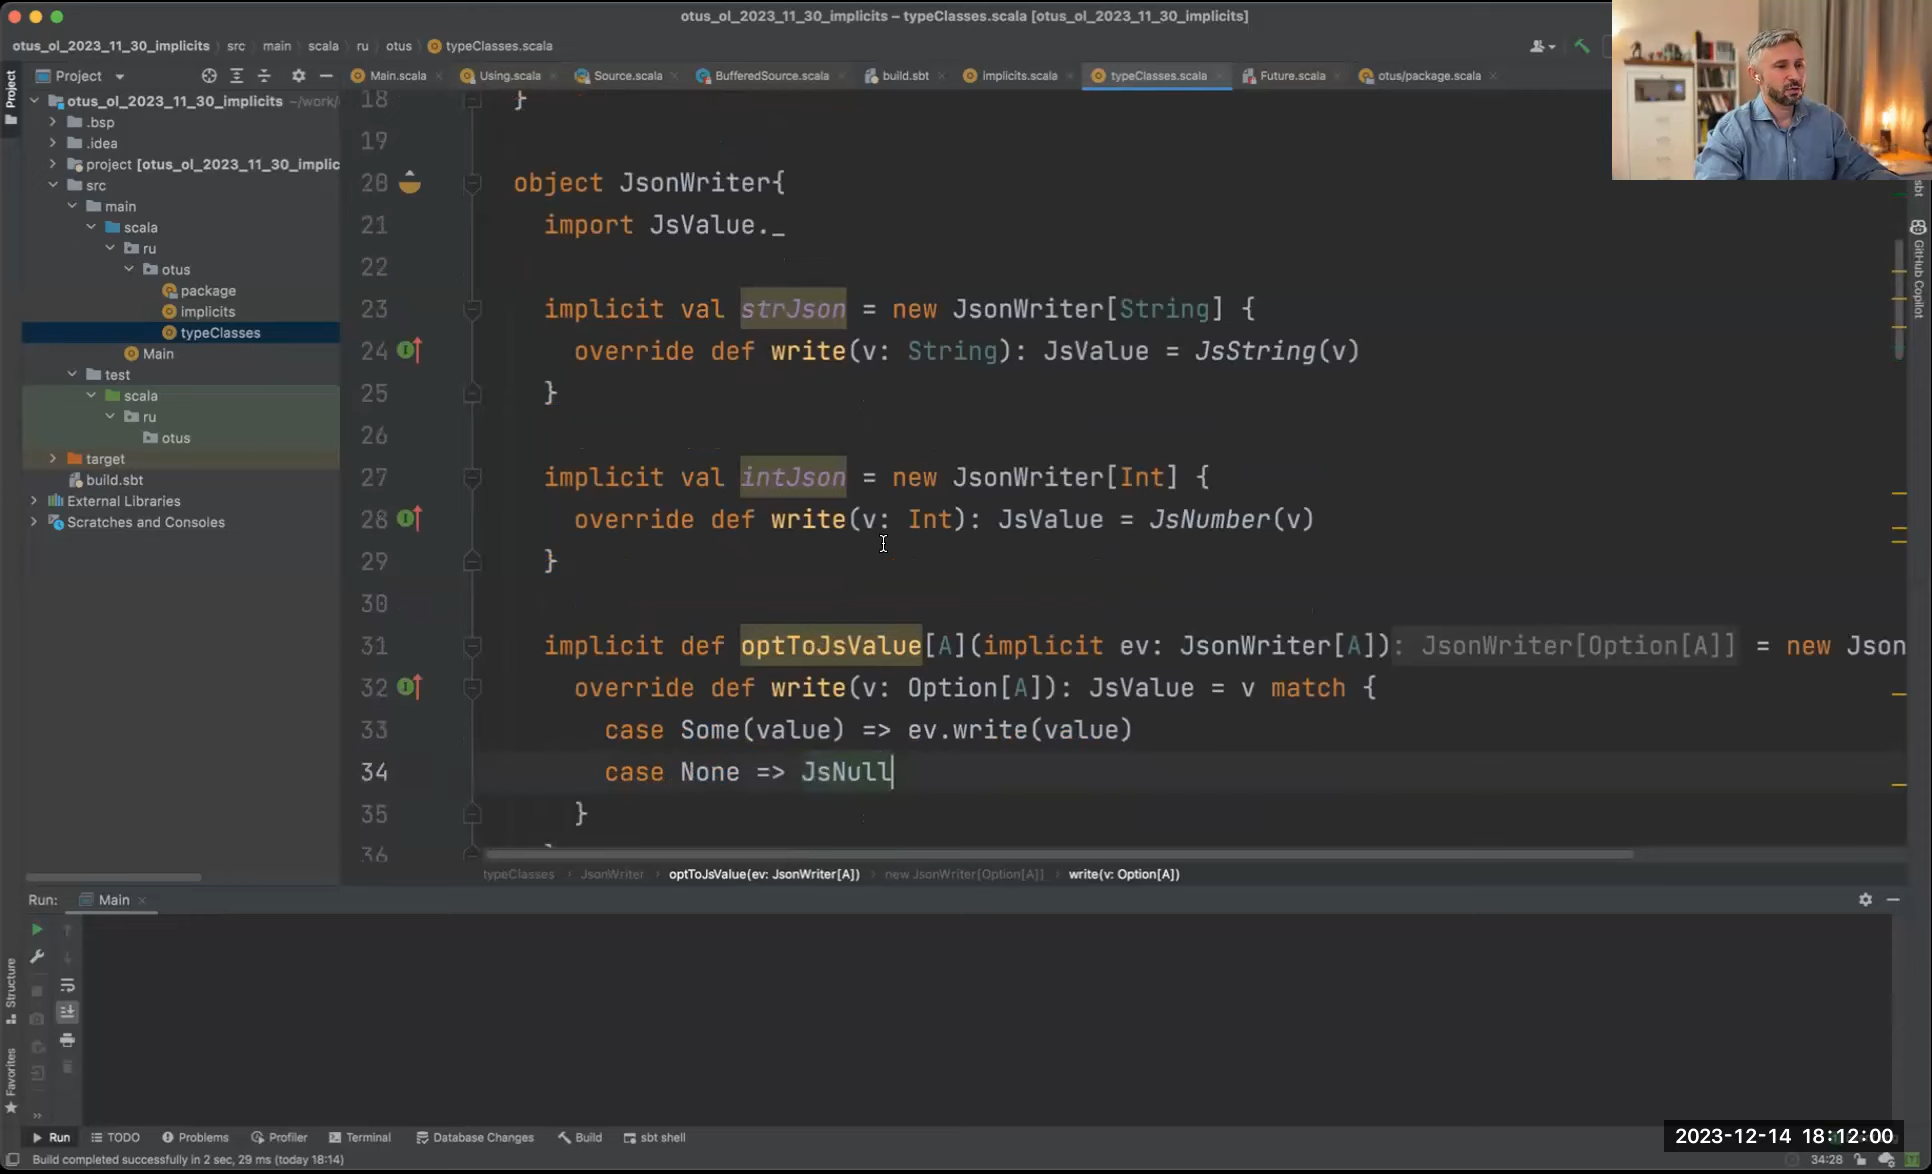 otus_ol_2023_11_30_implicits – typeClasses.scala [otus_ol_2023_11_30_implicits]
otus_ol_2023_11_30_implicits src main scala ru otus typeClasses.scala
Project
Main.scala Using.scala Source.scala BufferedSource.scala build.sbt implicits.scala typeClasses.scala Future.scala otus/package.scala
Project
otus_ol_2023_11_30_implicits ~/work/
.bsp
.idea
project [otus_ol_2023_11_30_implic
src
main
scala
ru
otus
package
implicits
typeClasses
Main
test
scala
ru
otus
target
build.sbt
External Libraries
Scratches and Consoles
18 }
19
20 object JsonWriter{
21 import JsValue._
22
23 implicit val strJson = new JsonWriter[String] {
24 override def write(v: String): JsValue = JsString(v)
25 }
26
27 implicit val intJson = new JsonWriter[Int] {
28 override def write(v: Int): JsValue = JsNumber(v)
29 }
30
31 implicit def optToJsValue[A](implicit ev: JsonWriter[A]): JsonWriter[Option[A]] = new Json
32 override def write(v: Option[A]): JsValue = v match {
33 case Some(value) => ev.write(value)
34 case None => JsNull
35 }
36
typeClasses JsonWriter optToJsValue(ev: JsonWriter[A]) new JsonWriter[Option[A]] write(v: Option[A])
sbt
GitHub Copilot
Run: Main
Structure
Favorites
Run TODO Problems Profiler Terminal Database Changes Build sbt shell
Build completed successfully in 2 sec, 29 ms (today 18:14)
34:28
2023-12-14 18:12:00